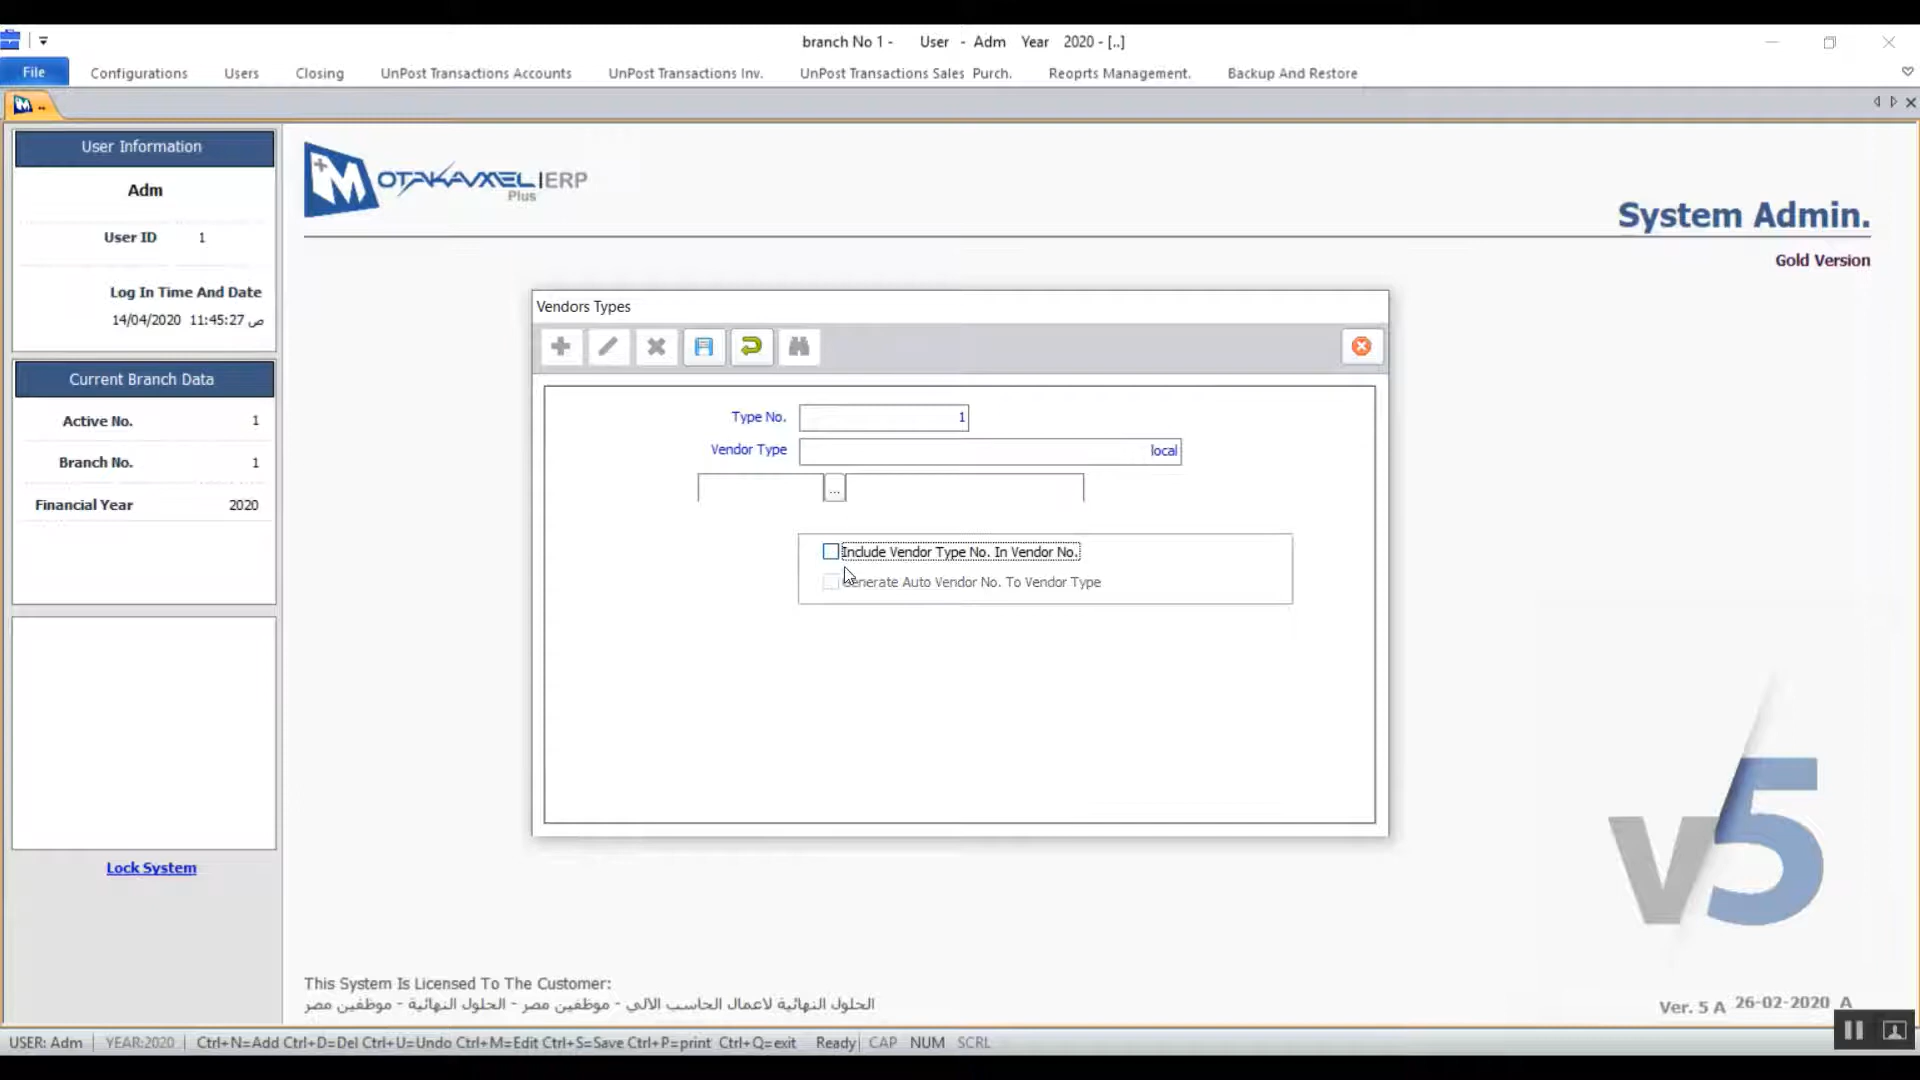 branch No 1 - User - Adm Year 2020 - [..]
File Configurations Users Closing UnPost Transactions Accounts UnPost Transactions Inv. UnPost Transactions Sales Purch. Reoprts Management. Backup And Restore
..
User Information
Adm
User ID 1
Log In Time And Date
14/04/2020 11:45:27 ص
Current Branch Data
Active No. 1
Branch No. 1
Financial Year 2020
Lock System
MOTAKAMEL ERP
Plus
System Admin.
Gold Version
Vendors Types
Type No. 1
Vendor Type local
...
Include Vendor Type No. In Vendor No.
Generate Auto Vendor No. To Vendor Type
v5
This System Is Licensed To The Customer:
الحلول النهائية لاعمال الحاسب الالي - موظفين مصر - الحلول النهائية - موظفين مصر
Ver. 5 A 26-02-2020 A
USER: Adm YEAR:2020 Ctrl+N=Add Ctrl+D=Del Ctrl+U=Undo Ctrl+M=Edit Ctrl+S=Save Ctrl+P=print Ctrl+Q=exit Ready CAP NUM SCRL